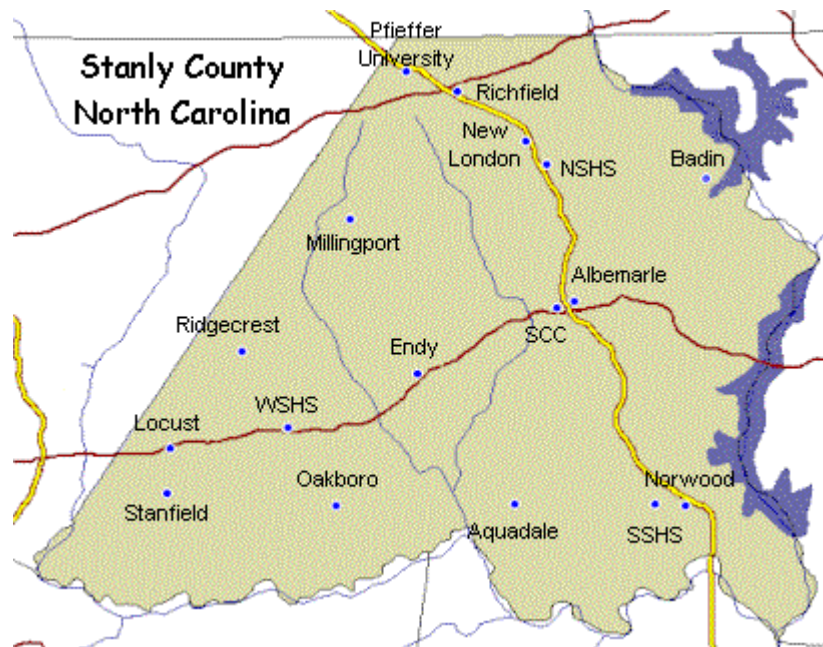 Pfieffer
University
Stanly County
North Carolina
Richfield
New
London
NSHS
Badin
Millingport
Albemarle
SCC
Ridgecrest
Endy
WSHS
Locust
Stanfield
Oakboro
Norwood
Aquadale
SSHS